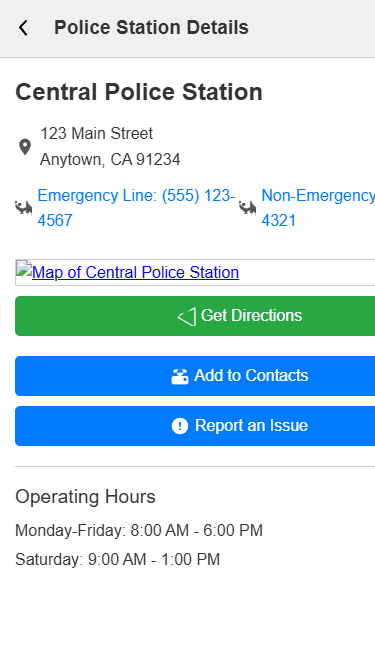 Police Station Details
Central Police Station
123 Main Street
Anytown, CA 91234
Emergency Line: (555) 123-
4567
Non-Emergency
4321
Map of Central Police Station
Get Directions
Add to Contacts
Report an Issue
Operating Hours
Monday-Friday: 8:00 AM - 6:00 PM
Saturday: 9:00 AM - 1:00 PM